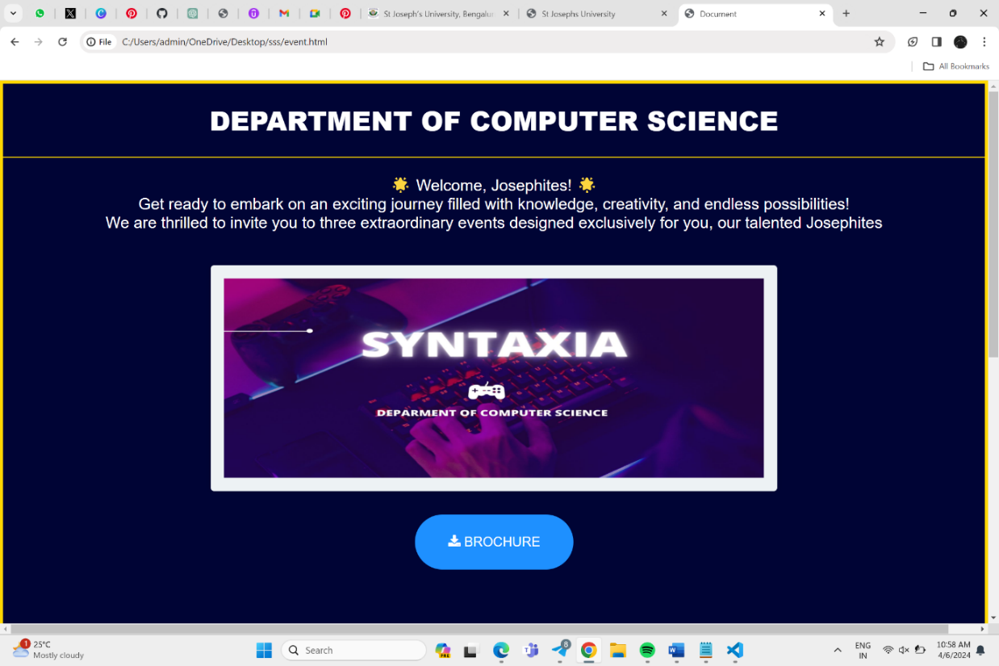 St Joseph's University, Bengalu
St Josephs University
Document
File
C:/Users/admin/OneDrive/Desktop/sss/event.html
All Bookmarks
DEPARTMENT OF COMPUTER SCIENCE
🌟 Welcome, Josephites! 🌟
Get ready to embark on an exciting journey filled with knowledge, creativity, and endless possibilities!
We are thrilled to invite you to three extraordinary events designed exclusively for you, our talented Josephites
SYNTAXIA
DEPARMENT OF COMPUTER SCIENCE
BROCHURE
1
25°C
Mostly cloudy
Search
PRE
8
ENG
IN
10:58 AM
4/6/2024